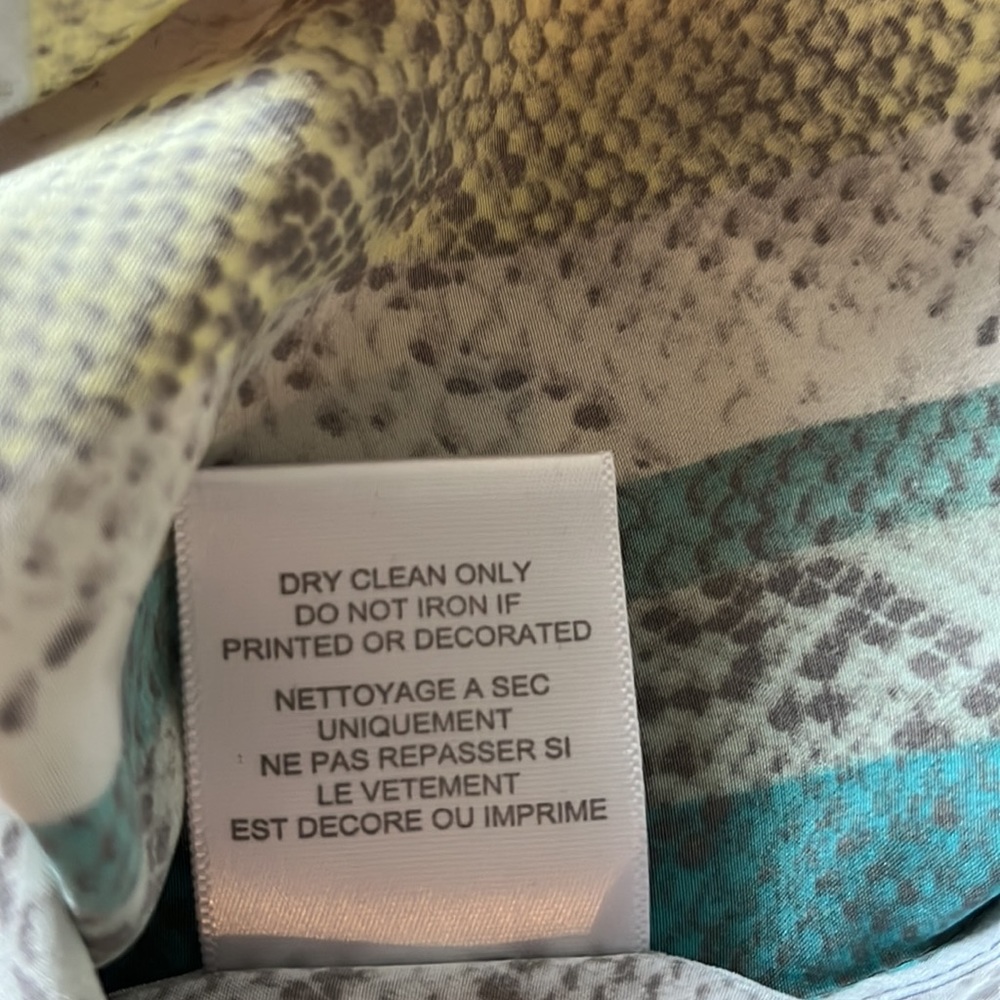 DRY CLEAN ONLY
DO NOT IRON IF
PRINTED OR DECORATED
NETTOYAGE A SEC
UNIQUEMENT
NE PAS REPASSER SI
LE VETEMENT
EST DECORE OU IMPRIME